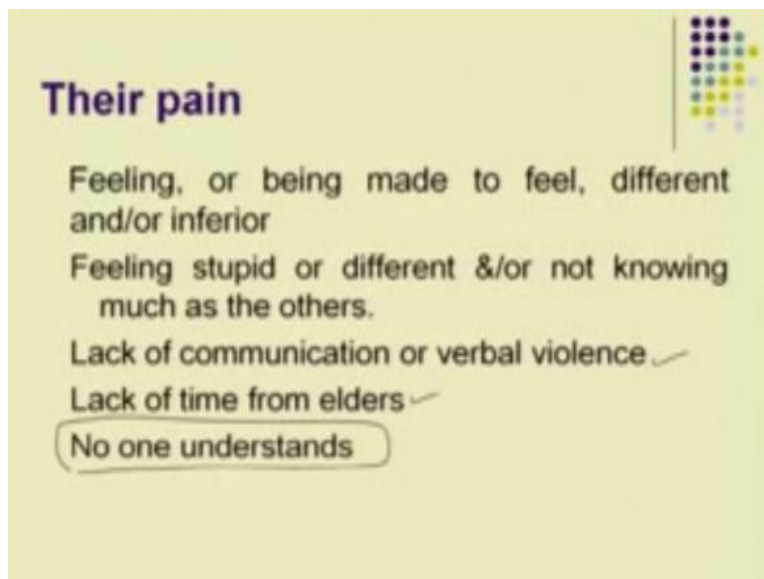 Their pain
Feeling, or being made to feel, different
and/or inferior
Feeling stupid or different &/or not knowing
much as the others.
Lack of communication or verbal violence
Lack of time from elders
No one understands